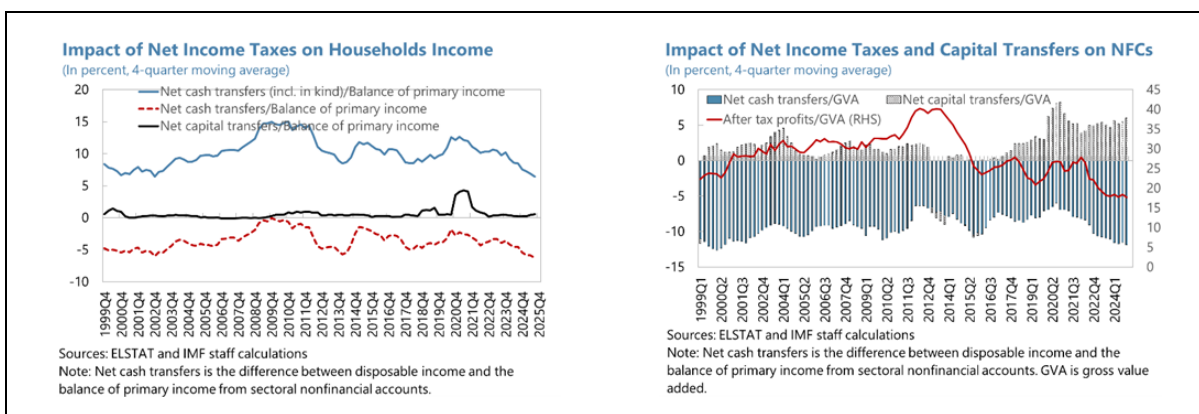 Impact of Net Income Taxes on Households Income
(In percent, 4-quarter moving average)
20
15
10
5
0
-5
-10
Net cash transfers (incl. in kind)/Balance of primary income
Net cash transfers/Balance of primary income
Net capital transfers/Balance of primary income
1999Q4
2000Q4
2001Q4
2002Q4
2003Q4
2004Q4
2005Q4
2006Q4
2007Q4
2008Q4
2009Q4
2010Q4
2011Q4
2012Q4
2013Q4
2014Q4
2015Q4
2016Q4
2017Q4
2018Q4
2019Q4
2020Q4
2021Q4
2022Q4
2023Q4
2024Q4
2025Q4
Sources: ELSTAT and IMF staff calculations
Note: Net cash transfers is the difference between disposable income and the
balance of primary income from sectoral nonfinancial accounts.
Impact of Net Income Taxes and Capital Transfers on NFCs
(In percent, 4-quarter moving average)
10
5
0
-5
-10
-15
Net cash transfers/GVA
Net capital transfers/GVA
After tax profits/GVA (RHS)
45
40
35
30
25
20
15
10
5
0
1999Q1
2000Q2
2001Q3
2002Q4
2004Q1
2005Q2
2006Q3
2007Q4
2009Q1
2010Q2
2011Q3
2012Q4
2014Q1
2015Q2
2016Q3
2017Q4
2019Q1
2020Q2
2021Q3
2022Q4
2024Q1
Sources: ELSTAT and IMF staff calculations
Note: Net cash transfers is the difference between disposable income and the
balance of primary income from sectoral nonfinancial accounts. GVA is gross value
added.